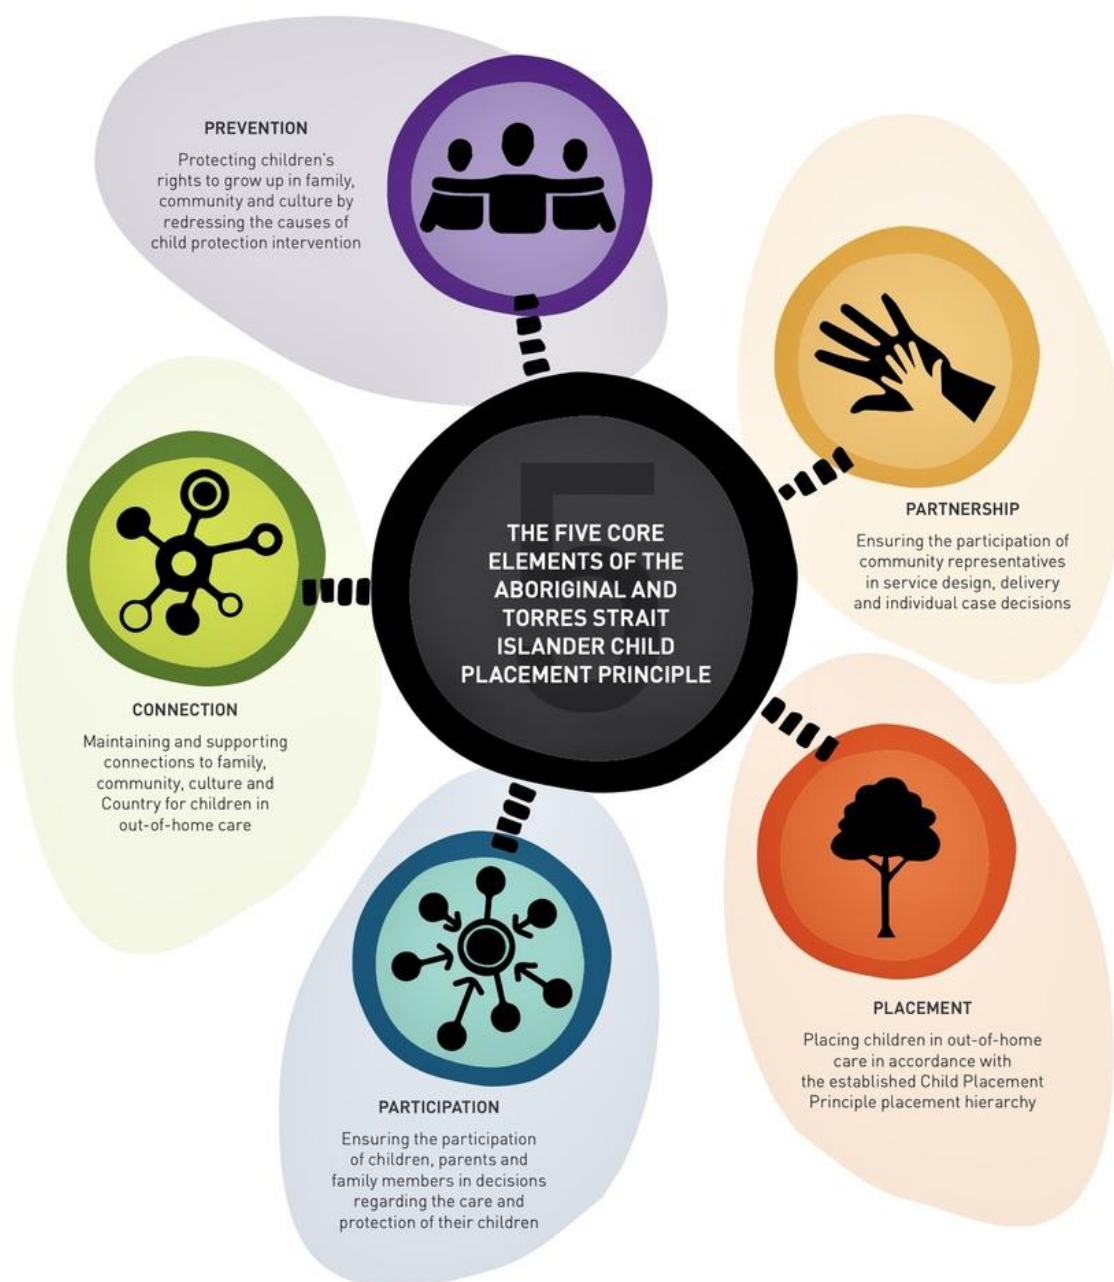 PREVENTION
Protecting children's
rights to grow up in family,
community and culture by
redressing the causes of
child protection intervention
PARTNERSHIP
Ensuring the participation of
community representatives
in service design, delivery
and individual case decisions
5
THE FIVE CORE
ELEMENTS OF THE
ABORIGINAL AND
TORRES STRAIT
ISLANDER CHILD
PLACEMENT PRINCIPLE
CONNECTION
Maintaining and supporting
connections to family,
community, culture and
Country for children in
out-of-home care
PLACEMENT
Placing children in out-of-home
care in accordance with
the established Child Placement
Principle placement hierarchy
PARTICIPATION
Ensuring the participation
of children, parents and
family members in decisions
regarding the care and
protection of their children